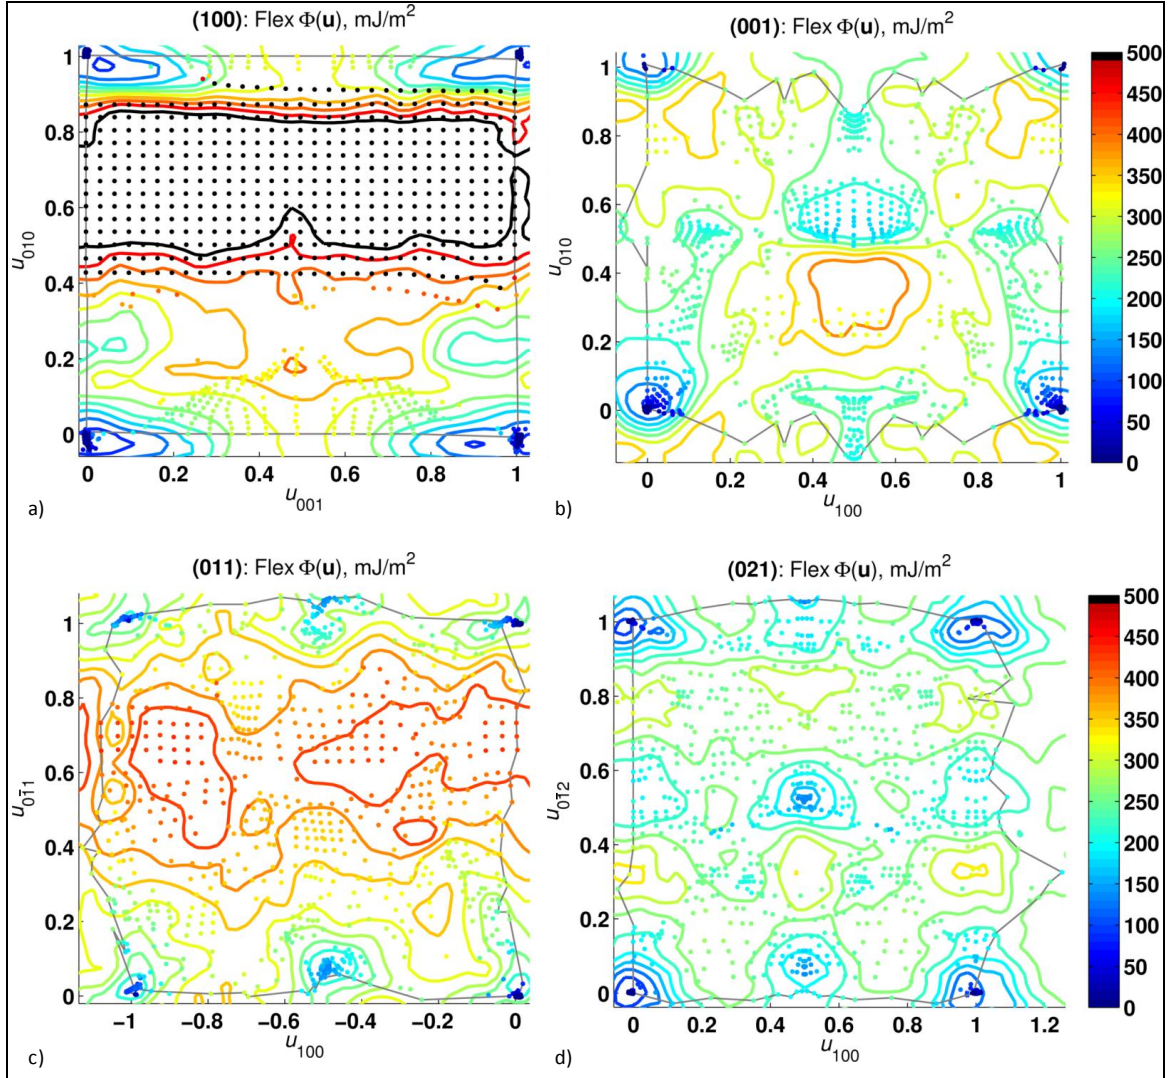 (100): Flex Φ(u), mJ/m²
1
0.8
0.6
0.4
0.2
0
u010
0 0.2 0.4 0.6 0.8 1
u001
a)
(001): Flex Φ(u), mJ/m²
1
0.8
0.6
0.4
0.2
0
u010
0 0.2 0.4 0.6 0.8 1
u100
b)
500
450
400
350
300
250
200
150
100
50
0
(011): Flex Φ(u), mJ/m²
1
0.8
0.6
0.4
0.2
0
u01̄1
−1 −0.8 −0.6 −0.4 −0.2 0
u100
c)
(021): Flex Φ(u), mJ/m²
1
0.8
0.6
0.4
0.2
0
u01̄2
0 0.2 0.4 0.6 0.8 1 1.2
u100
d)
500
450
400
350
300
250
200
150
100
50
0